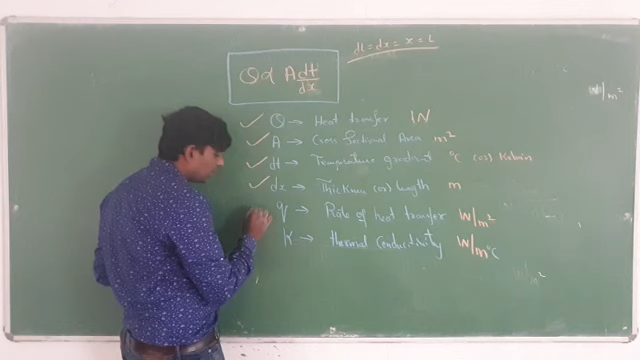 dL = dx = x = L
Q α A dt/dx
W/m²
Q → Heat transfer W
A → Cross Sectional Area m²
dt → Temperature gradient °C (or) Kelvin
dx → Thickness (or) length m
q → Rate of heat transfer W/m²
K → thermal conductivity W/m°C